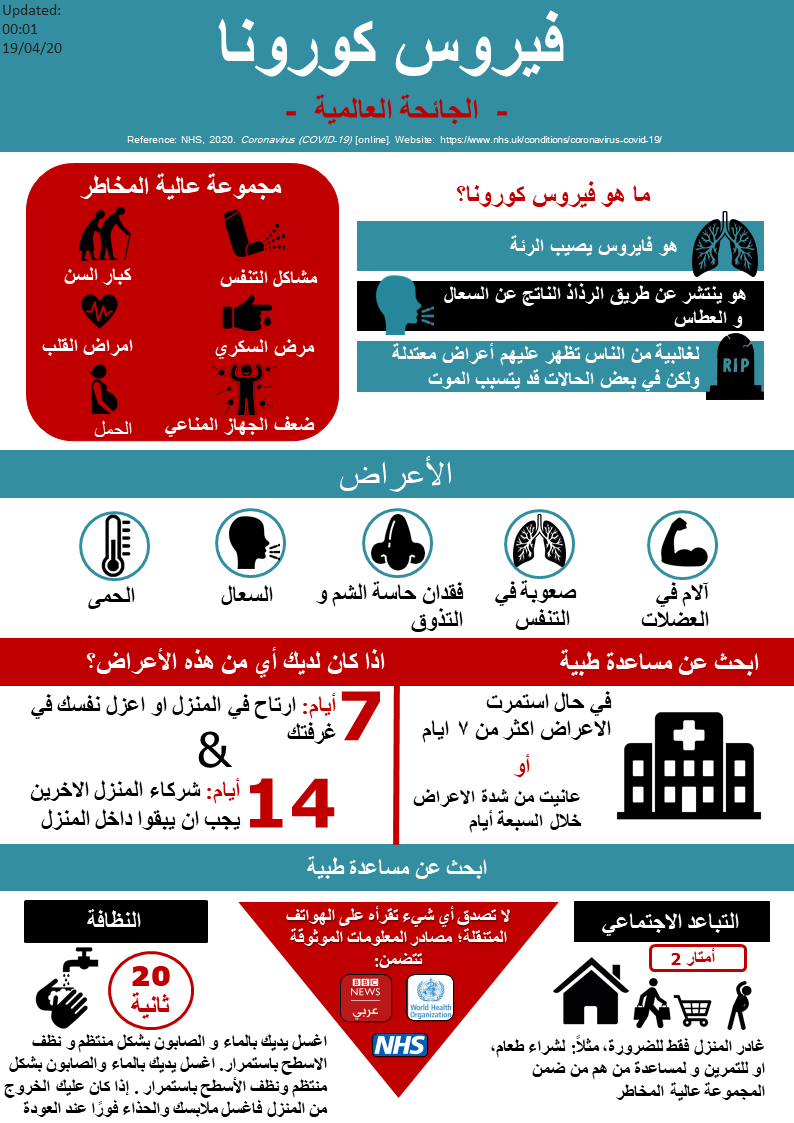 Updated:
00:01
19/04/20
فيروس كورونا
- الجائحة العالمية -
Reference: NHS, 2020. Coronavirus (COVID-19) [online]. Website: https://www.nhs.uk/conditions/coronavirus-covid-19/
ما هو فيروس كورونا؟
هو فايروس يصيب الرئة
هو ينتشر عن طريق الرذاذ الناتج عن السعال
و العطاس
لغالبية من الناس تظهر عليهم أعراض معتدلة
ولكن في بعض الحالات قد يتسبب الموت
RIP
مجموعة عالية المخاطر
مشاكل التنفس
كبار السن
مرض السكري
امراض القلب
ضعف الجهاز المناعي
الحمل
الأعراض
آلام في
العضلات
صعوبة في
التنفس
فقدان حاسة الشم و
التذوق
السعال
الحمى
ابحث عن مساعدة طبية
في حال استمرت
الاعراض اكثر من ٧ ايام
أو
عانيت من شدة الاعراض
خلال السبعة أيام
اذا كان لديك أي من هذه الأعراض؟
7 أيام: ارتاح في المنزل او اعزل نفسك في
غرفتك
&
14 أيام: شركاء المنزل الاخرين
يجب ان يبقوا داخل المنزل
ابحث عن مساعدة طبية
التباعد الاجتماعي
2 أمتار
غادر المنزل فقط للضرورة، مثلاً: لشراء طعام،
او للتمرين و لمساعدة من هم من ضمن
المجموعة عالية المخاطر
لا تصدق أي شيء تقرأه على الهواتف
المتنقلة؛ مصادر المعلومات الموثوقة
تتضمن:
BBC
NEWS
عربي
World Health
Organization
NHS
النظافة
20
ثانية
اغسل يديك بالماء و الصابون بشكل منتظم و نظف
الاسطح باستمرار. اغسل يديك بالماء والصابون بشكل
منتظم ونظف الأسطح باستمرار . إذا كان عليك الخروج
من المنزل فاغسل ملابسك والحذاء فورًا عند العودة